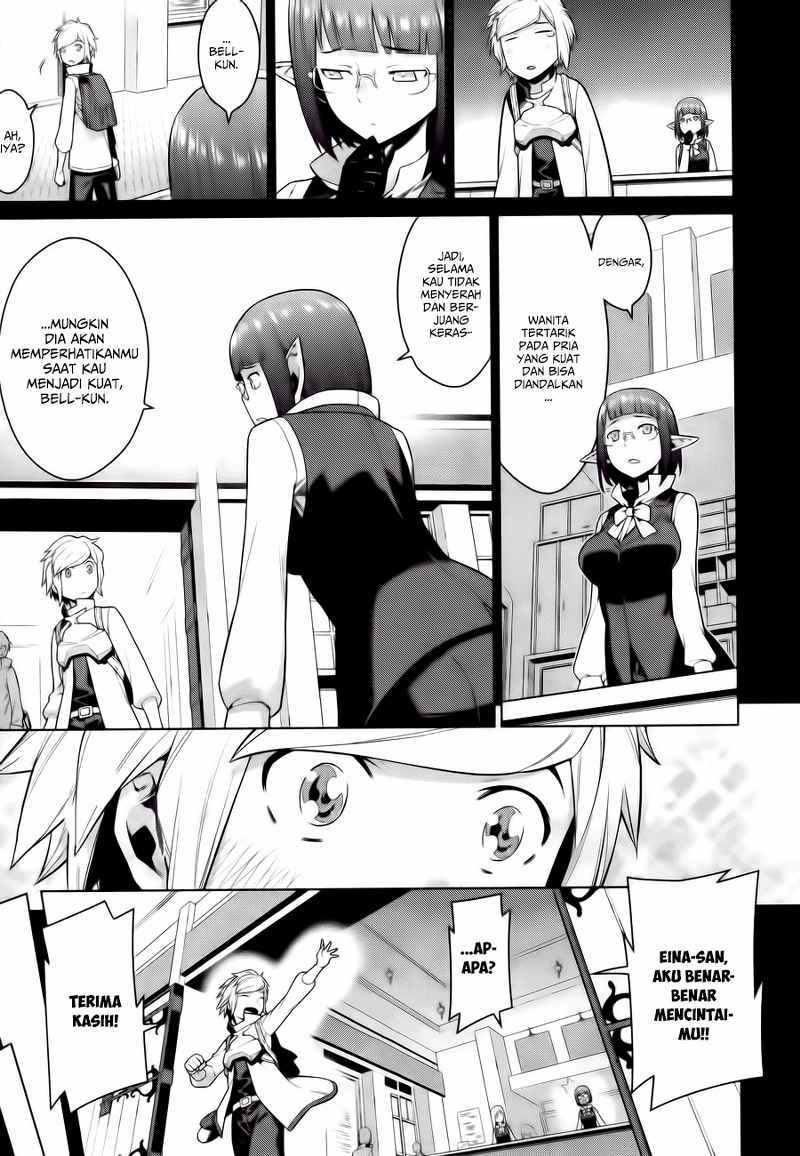 ...
BELL-
KUN.
AH,
IYA?
DENGAR,
WANITA
TERTARIK
PADA PRIA
YANG KUAT
DAN BISA
DIANDALKAN
...
JADI,
SELAMA
KAU TIDAK
MENYERAH
DAN BER-
JUANG
KERAS-
...MUNGKIN
DIA AKAN
MEMPERHATIKANMU
SAAT KAU
MENJADI KUAT,
BELL-KUN.
EINA-SAN,
AKU BENAR-
BENAR
MENCINTAI-
MU!!
...AP-
APA?
TERIMA
KASIH!